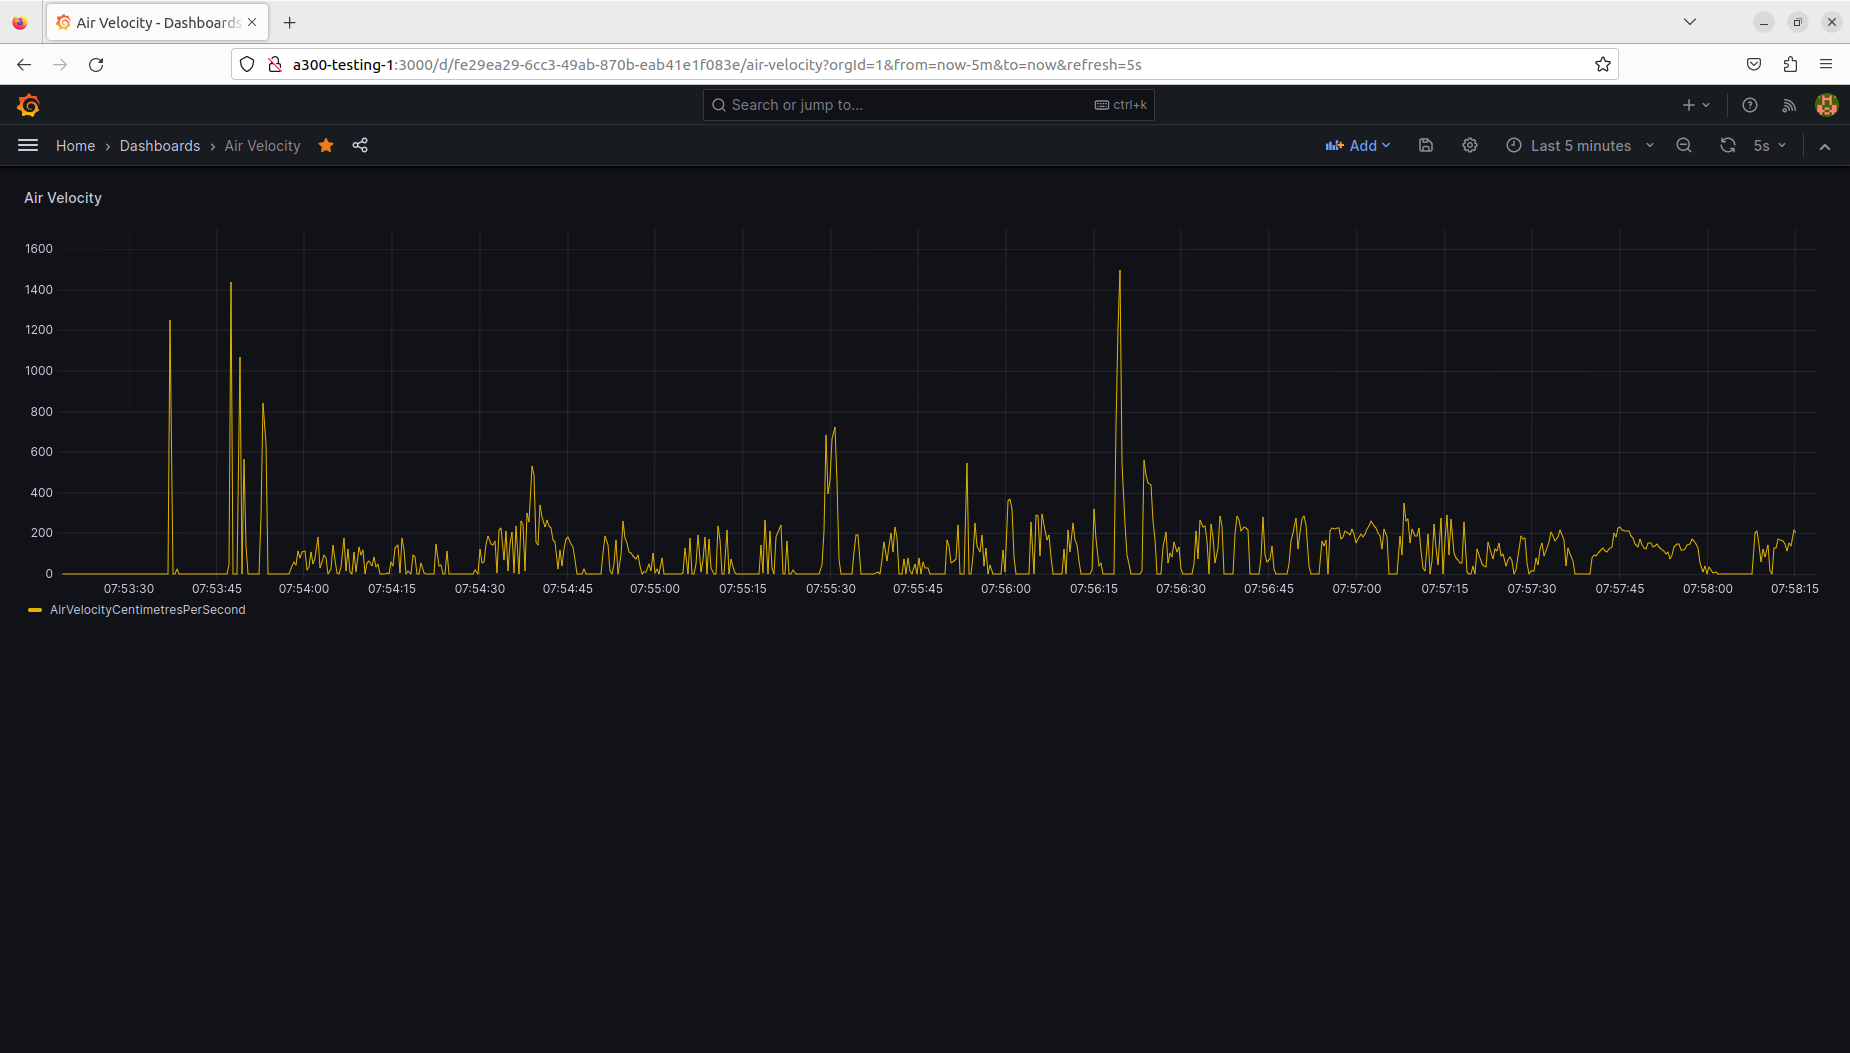 Air Velocity - Dashboards
a300-testing-1:3000/d/fe29ea29-6cc3-49ab-870b-eab41e1f083e/air-velocity?orgId=1&from=now-5m&to=now&refresh=5s
Search or jump to... ctrl+k
Home › Dashboards › Air Velocity Add Last 5 minutes 5s
Air Velocity
1600
1400
1200
1000
800
600
400
200
0
07:53:30 07:53:45 07:54:00 07:54:15 07:54:30 07:54:45 07:55:00 07:55:15 07:55:30 07:55:45 07:56:00 07:56:15 07:56:30 07:56:45 07:57:00 07:57:15 07:57:30 07:57:45 07:58:00 07:58:15
AirVelocityCentimetresPerSecond